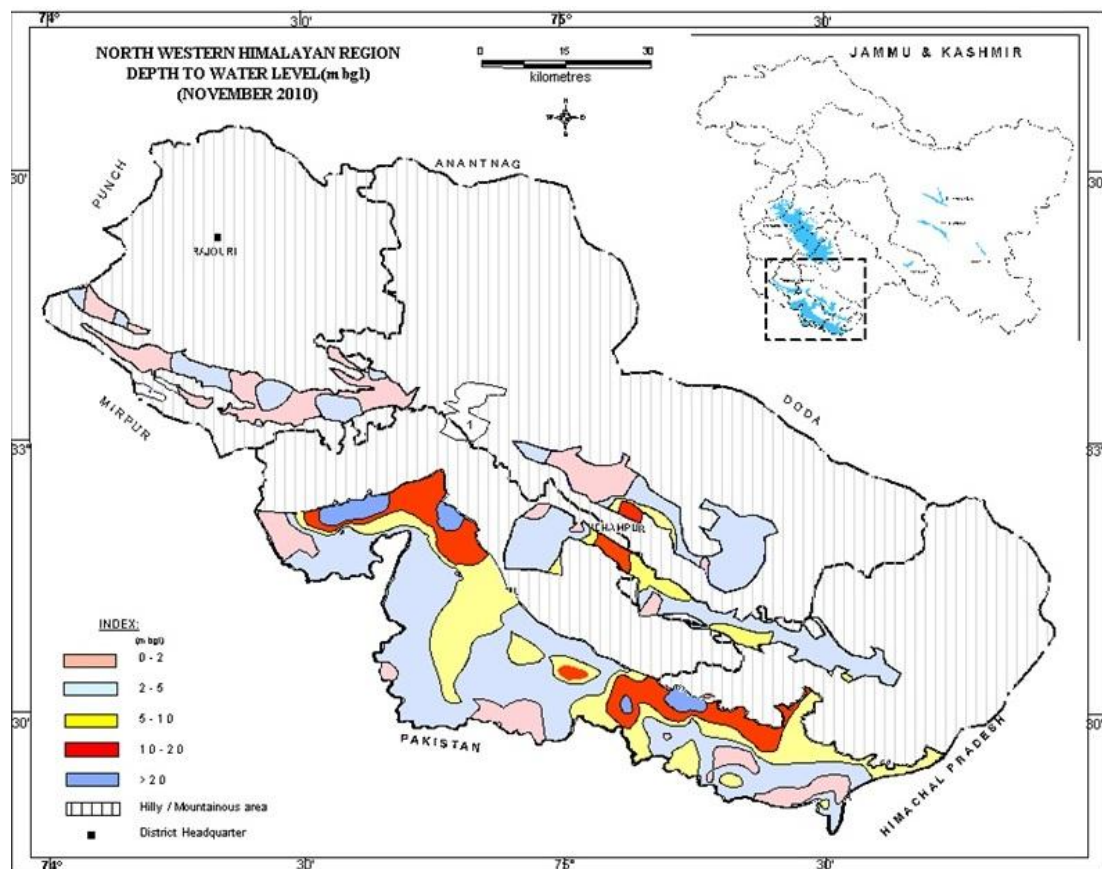 74°
30'
75°
30'
NORTH WESTERN HIMALAYAN REGION
DEPTH TO WATER LEVEL(m bgl)
(NOVEMBER 2010)
0 15 30
kilometres
N
JAMMU & KASHMIR
30'
30'
PUNCH
ANANTNAG
RAJOURI
MIRPUR
DODA
1
33°
33°
INDEX:
(m bgl)
0 - 2
2 - 5
5 - 10
10 - 20
> 20
Hilly / Mountainous area
District Headquarter
PAKISTAN
HIMACHAL PRADESH
30'
30'
74°
30'
75°
30'